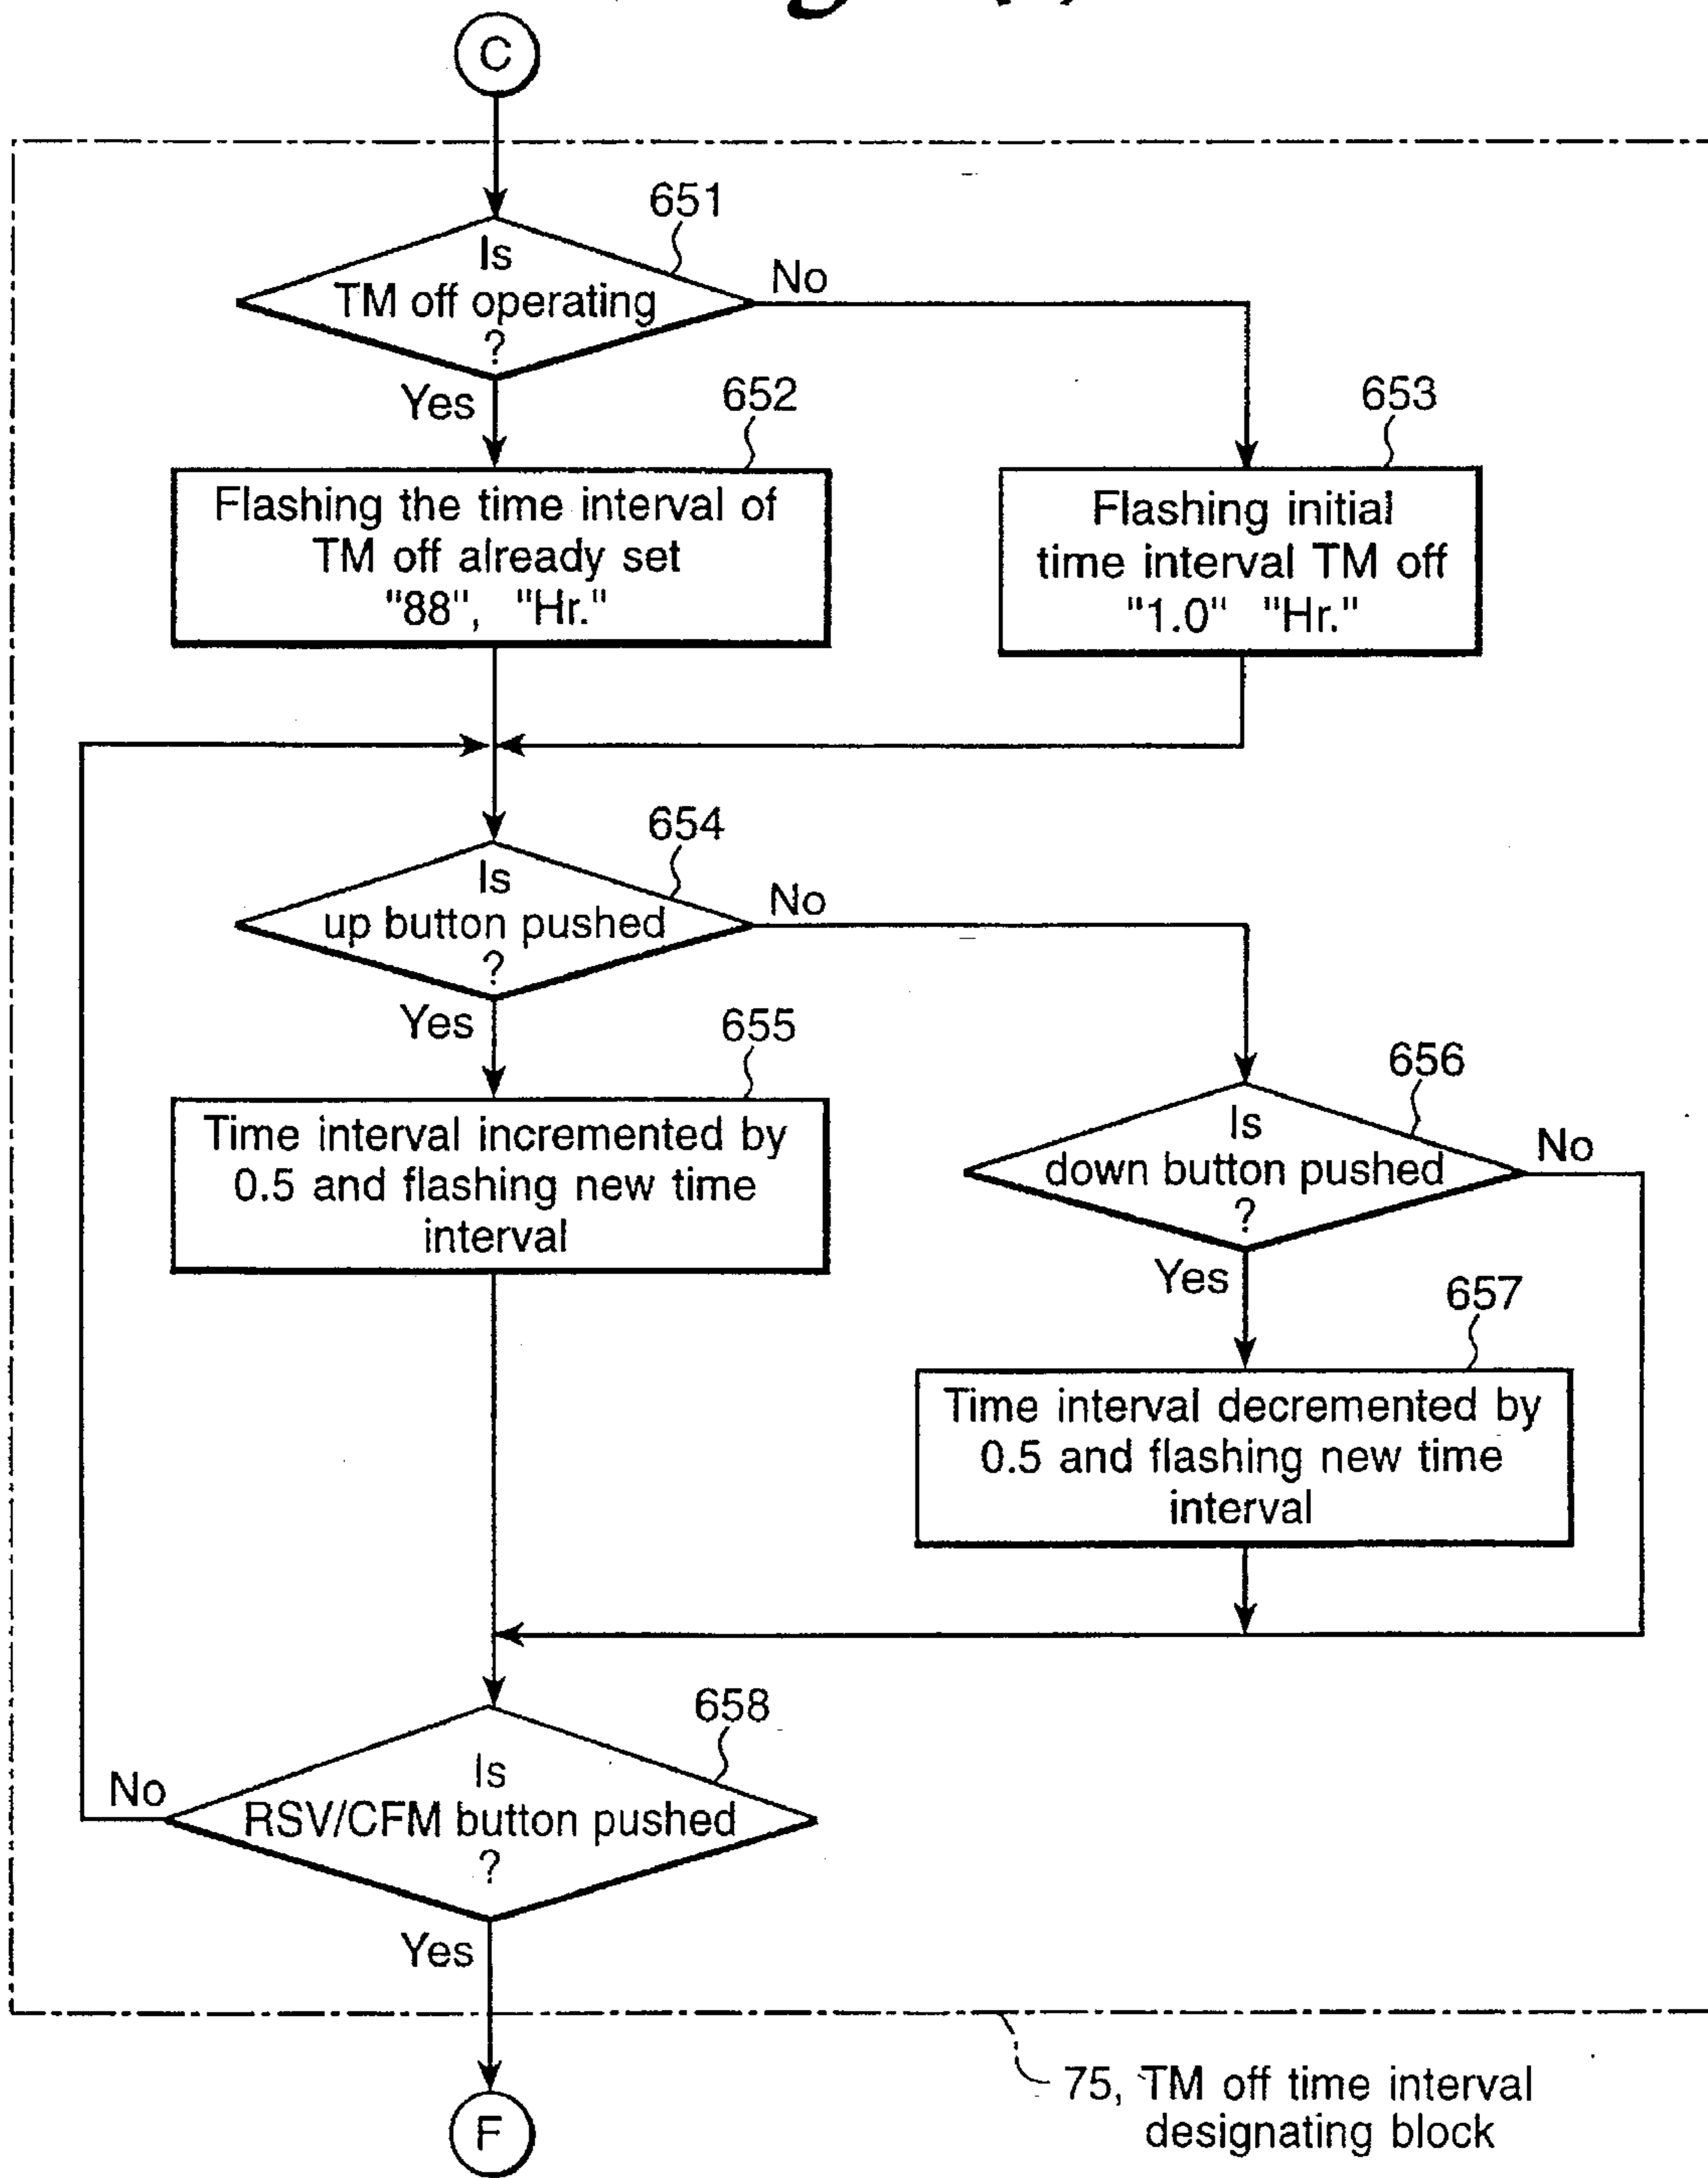 C
651
Is
TM off operating
?
No
Yes
652
Flashing the time interval of
TM off already set
"88", "Hr."
653
Flashing initial
time interval TM off
"1.0" "Hr."
654
Is
up button pushed
?
No
Yes
655
Time interval incremented by
0.5 and flashing new time
interval
656
Is
down button pushed
?
No
Yes
657
Time interval decremented by
0.5 and flashing new time
interval
658
Is
RSV/CFM button pushed
?
No
Yes
75, TM off time interval
designating block
F